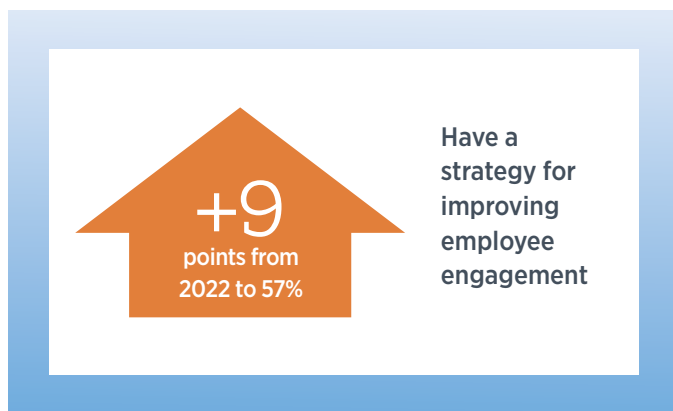 +9
points from
2022 to 57%
Have a
strategy for
improving
employee
engagement